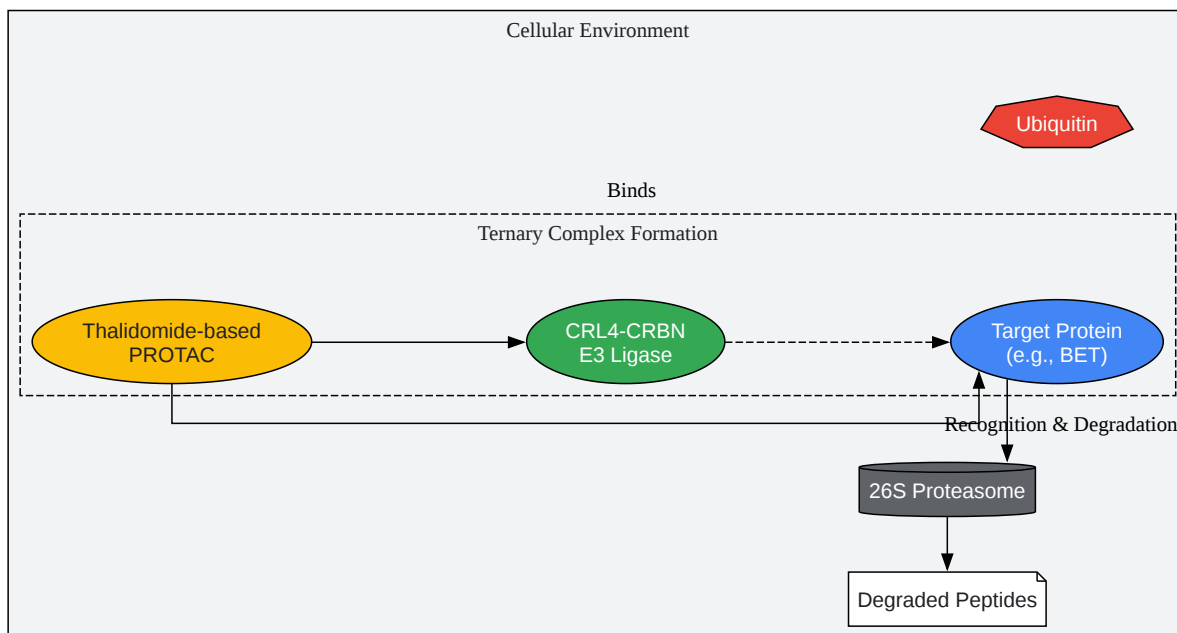 Cellular Environment
Ubiquitin
Binds
Ternary Complex Formation
Thalidomide-based
PROTAC
CRL4-CRBN
E3 Ligase
Target Protein
(e.g., BET)
Recognition & Degradation
26S Proteasome
Degraded Peptides